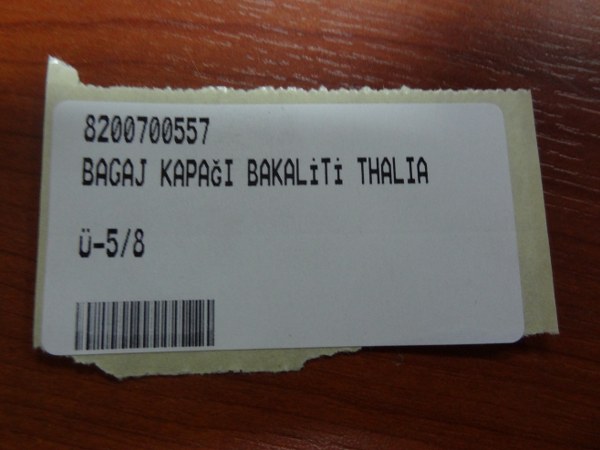 8200700557
BAGAJ KAPAĞI BAKALİTİ THALIA
Ü-5/8